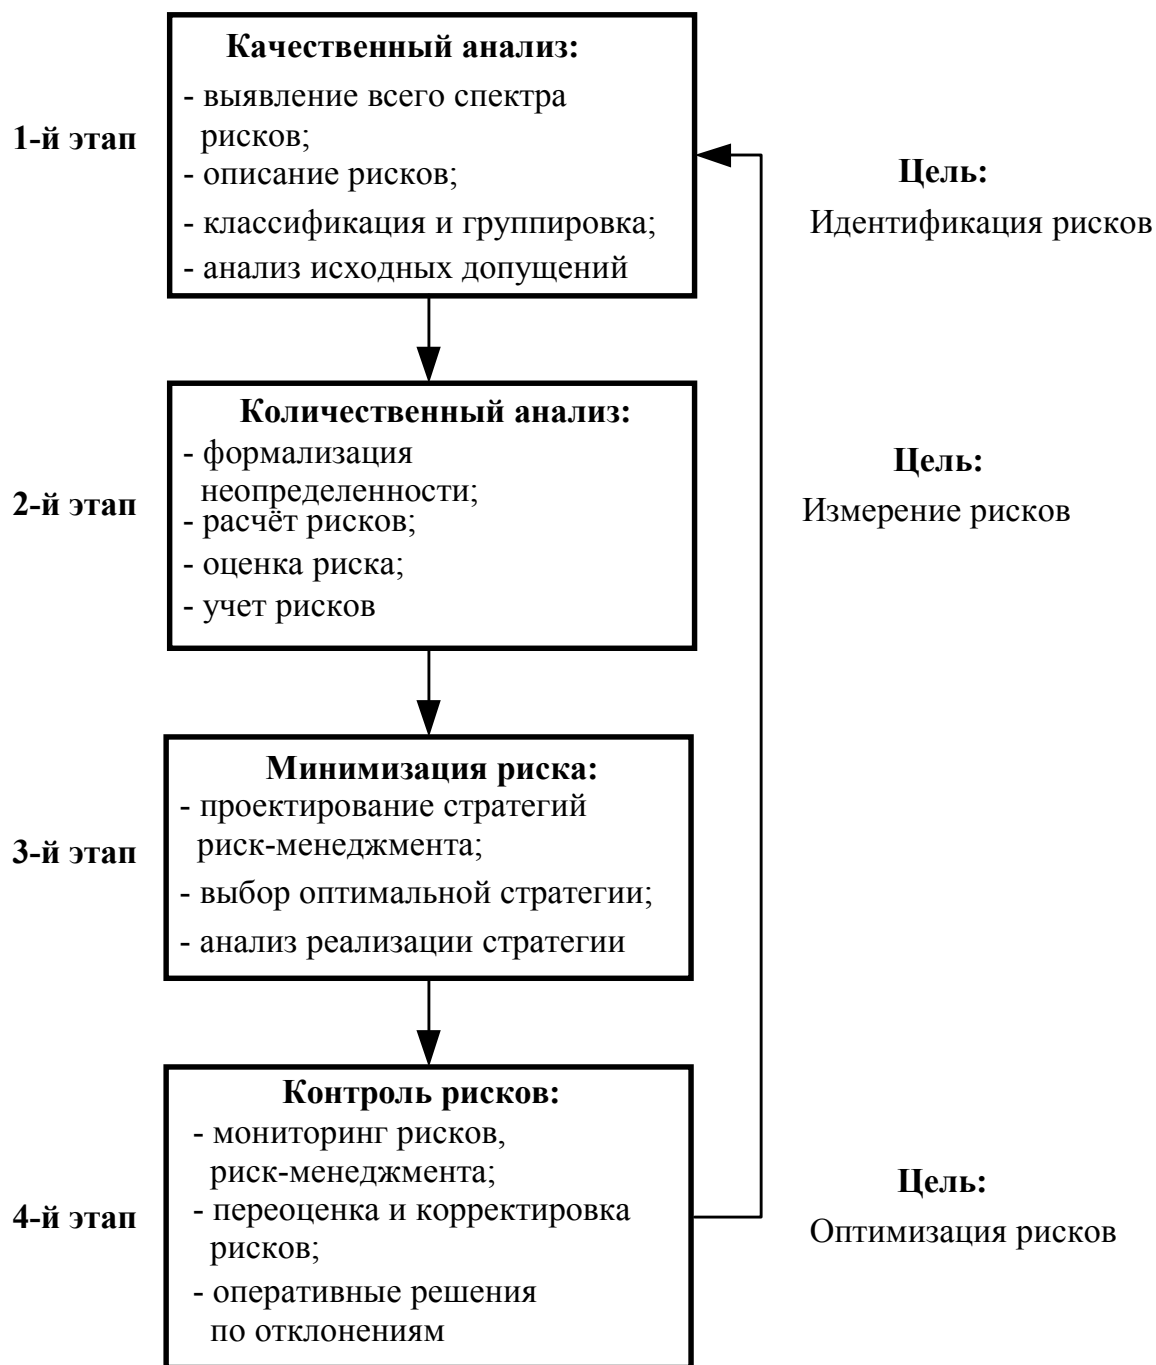 Качественный анализ:
- выявление всего спектра
рисков;
1-й этап
- описание рисков;
- классификация и группировка;
- анализ исходных допущений
Цель:
Идентификация рисков
Количественный анализ:
- формализация
неопределенности;
2-й этап
- расчёт рисков;
- оценка риска;
- учет рисков
Цель:
Измерение рисков
Минимизация риска:
- проектирование стратегий
риск-менеджмента;
3-й этап
- выбор оптимальной стратегии;
- анализ реализации стратегии
Контроль рисков:
- мониторинг рисков,
риск-менеджмента;
4-й этап
- переоценка и корректировка
рисков;
- оперативные решения
по отклонениям
Цель:
Оптимизация рисков